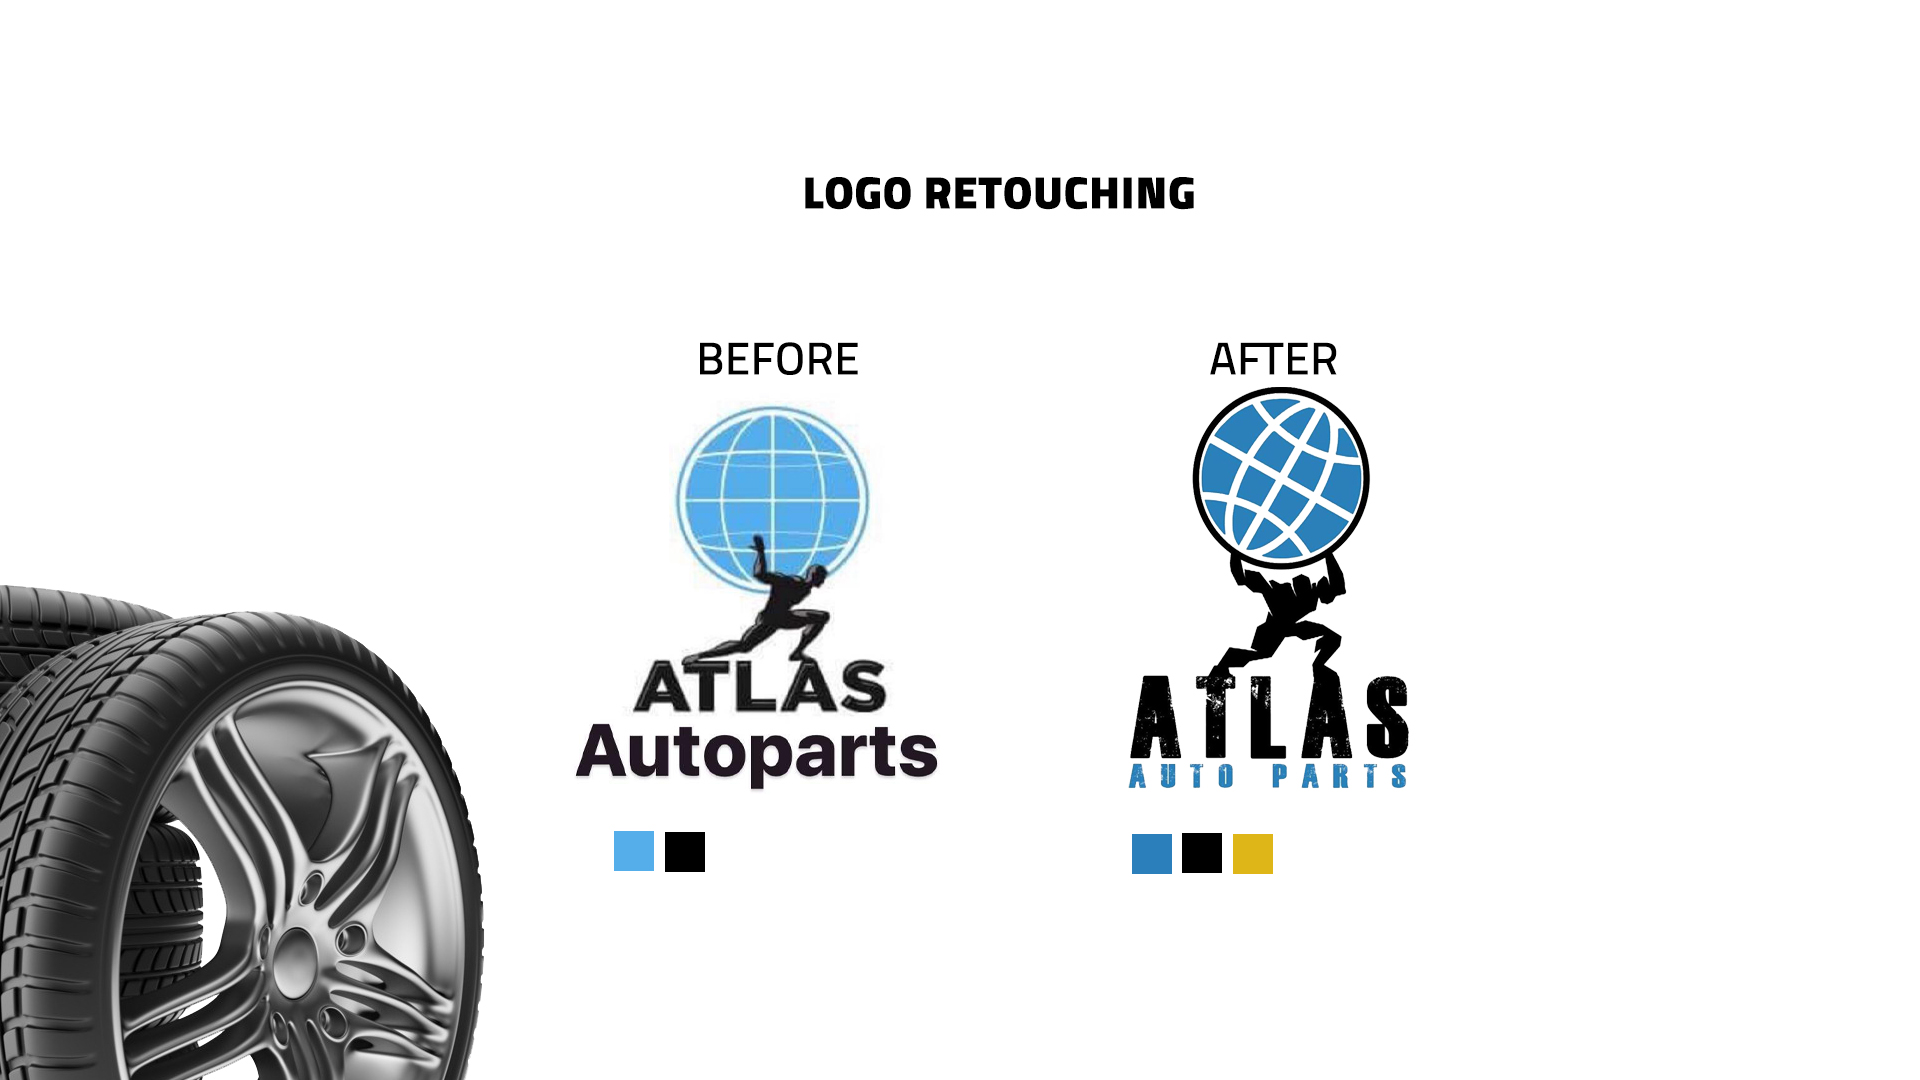 LOGO RETOUCHING
BEFORE
AFTER
ATLAS
Autoparts
ATLAS
AUTO PARTS